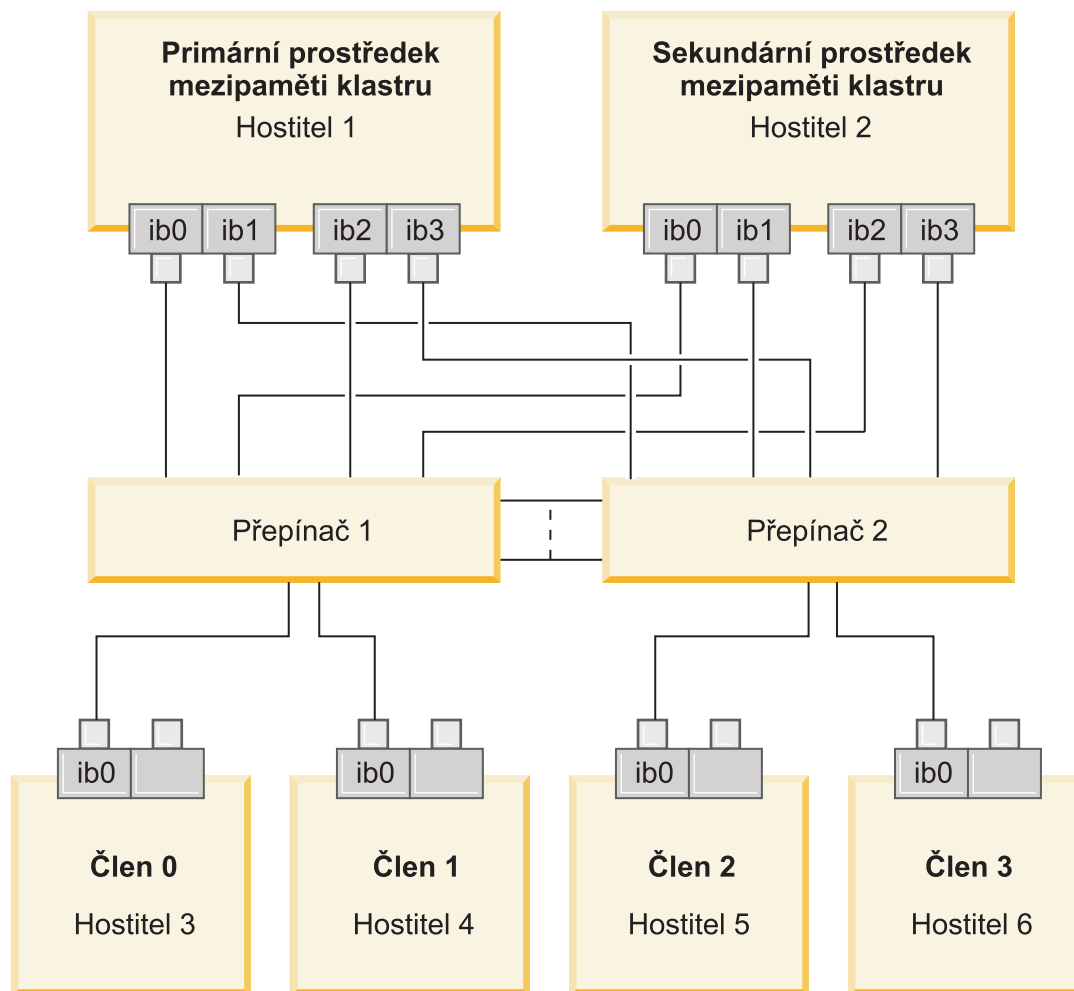 Primární prostředek
mezipaměti klastru
Hostitel 1
Sekundární prostředek
mezipaměti klastru
Hostitel 2
ib0 ib1 ib2 ib3
ib0 ib1 ib2 ib3
Přepínač 1
Přepínač 2
ib0
Člen 0
Hostitel 3
ib0
Člen 1
Hostitel 4
ib0
Člen 2
Hostitel 5
ib0
Člen 3
Hostitel 6